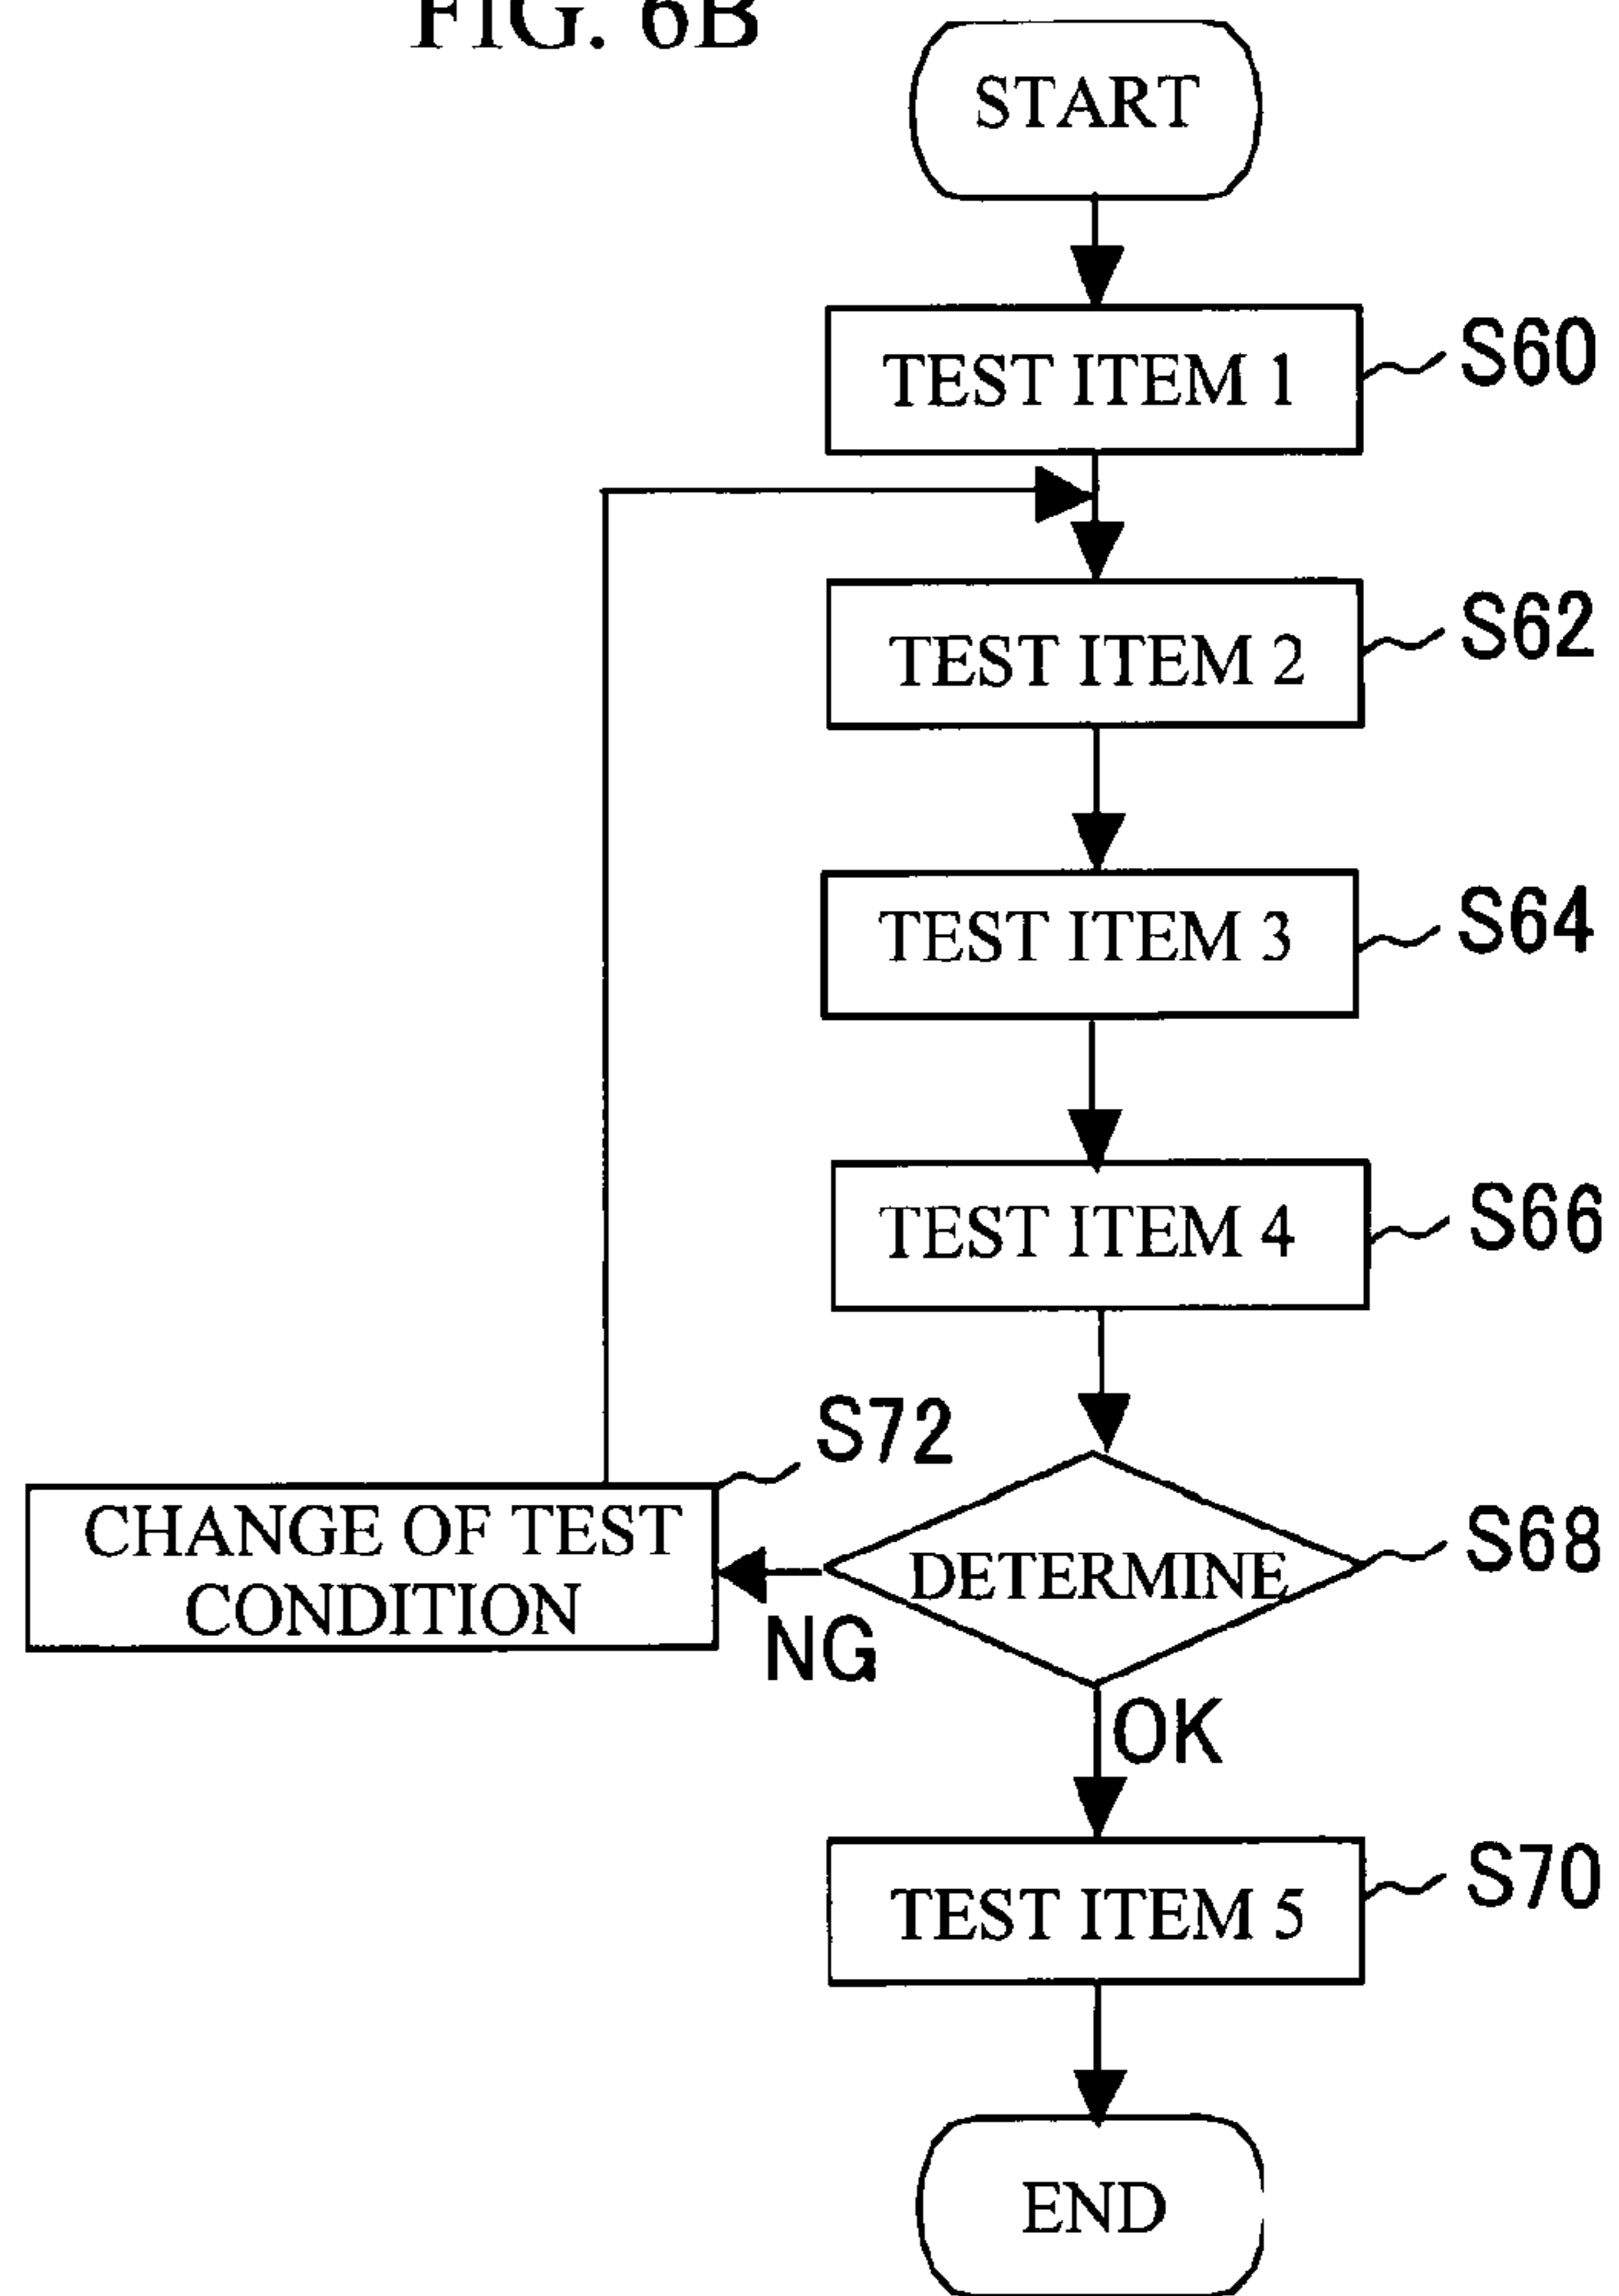 FIG. 6B
START
TEST ITEM 1
S60
TEST ITEM 2
S62
TEST ITEM 3
S64
TEST ITEM 4
S66
S72
CHANGE OF TEST
CONDITION
DETERMINE
S68
NG
OK
TEST ITEM 5
S70
END